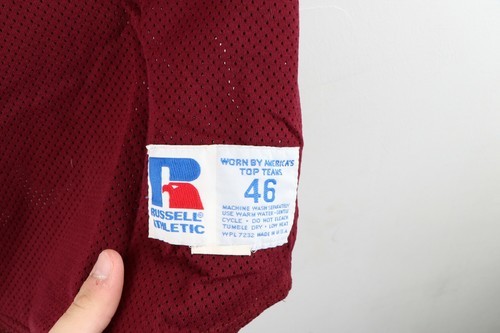 RUSSELL
ATHLETIC
WORN BY AMERICA'S
TOP TEAMS
46
MACHINE WASH SEPARATELY
USE WARM WATER - GENTLE
CYCLE • DO NOT BLEACH
TUMBLE DRY • LOW HEAT
WPL 7232 MADE IN U.S.A.